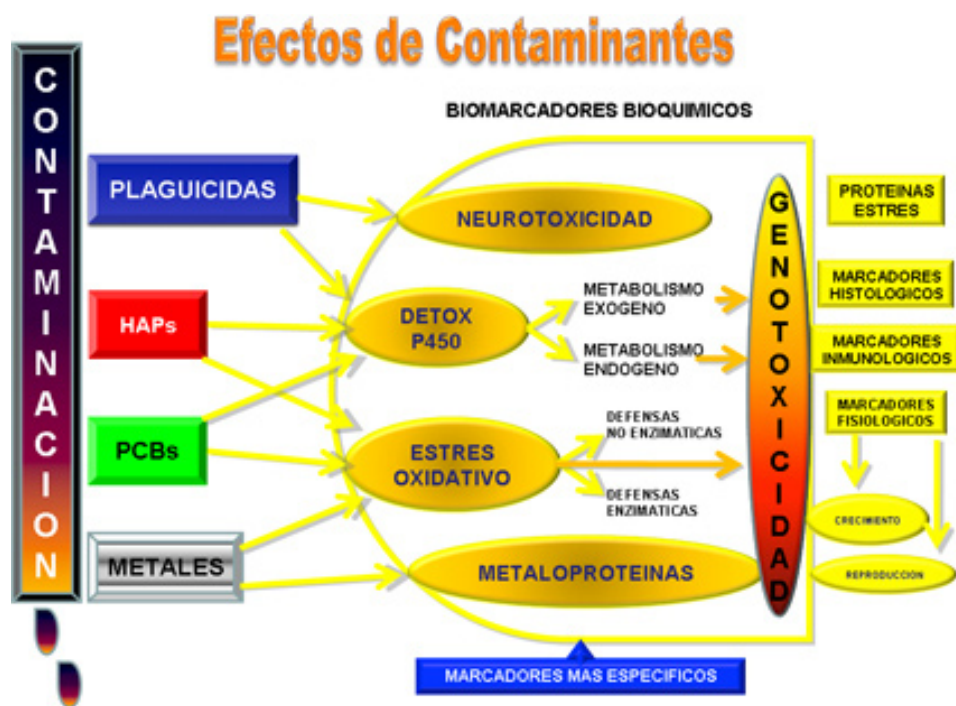 Efectos de Contaminantes
CONTAMINACION
BIOMARCADORES BIOQUIMICOS
PLAGUICIDAS
HAPs
PCBs
METALES
NEUROTOXICIDAD
DETOX
P450
METABOLISMO
EXOGENO
METABOLISMO
ENDOGENO
ESTRES
OXIDATIVO
DEFENSAS
NO ENZIMATICAS
DEFENSAS
ENZIMATICAS
METALOPROTEINAS
GENOTOXICIDAD
PROTEINAS
ESTRES
MARCADORES
HISTOLOGICOS
MARCADORES
INMUNOLOGICOS
MARCADORES
FISIOLOGICOS
CRECIMIENTO
REPRODUCCION
MARCADORES MAS ESPECIFICOS